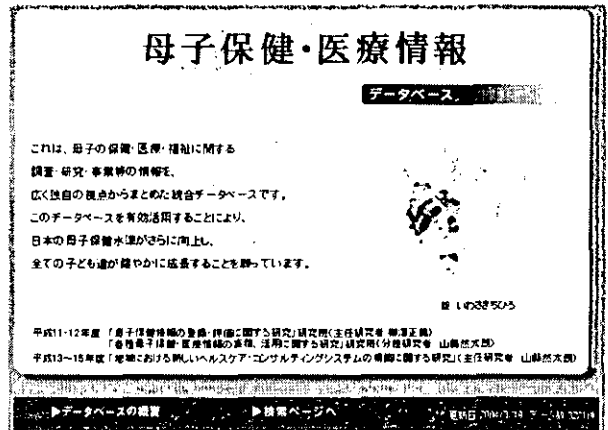 母子保健・医療情報
データベース
これは、母子の保健・医療・福祉に関する
調査・研究・事業等の情報を、
広く独自の視点からまとめた統合データベースです。
このデータベースを有効活用することにより、
日本の母子保健水準がさらに向上し、
全ての子ども達が健やかに成長することを願っています。
絵 いわさきちひろ
平成11・12年度 「母子保健情報の登録・評価に関する研究」研究班(主任研究者 柳澤正義)
「各種母子保健・医療情報の蓄積、活用に関する研究」研究班(分担研究者 山縣然太朗)
平成13〜15年度「地域における新しいヘルスケア・コンサルティングシステムの構築に関する研究」(主任研究者 山縣然太朗)
▶データベースの概要 ▶検索ページへ 更新日